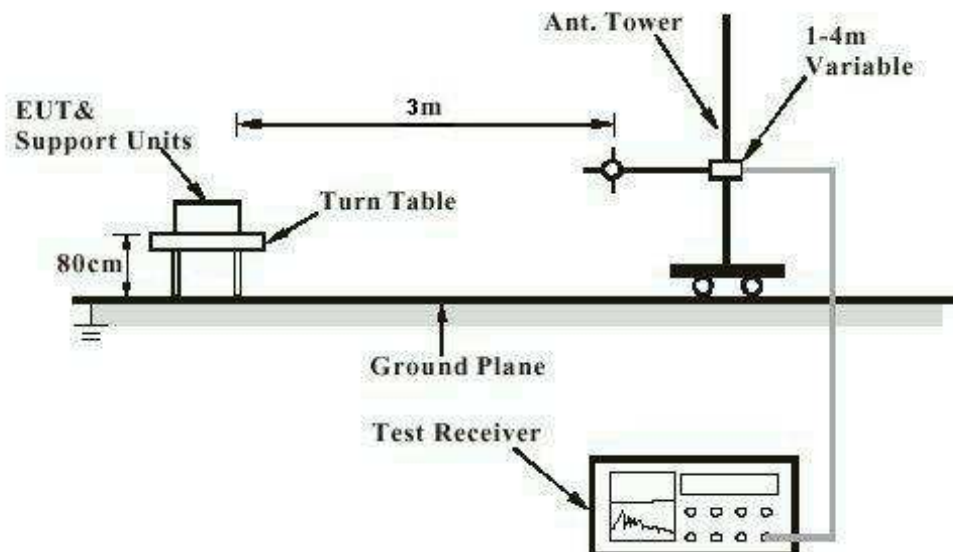 Ant. Tower
1-4m
Variable
EUT&
Support Units
3m
Turn Table
80cm
Ground Plane
Test Receiver